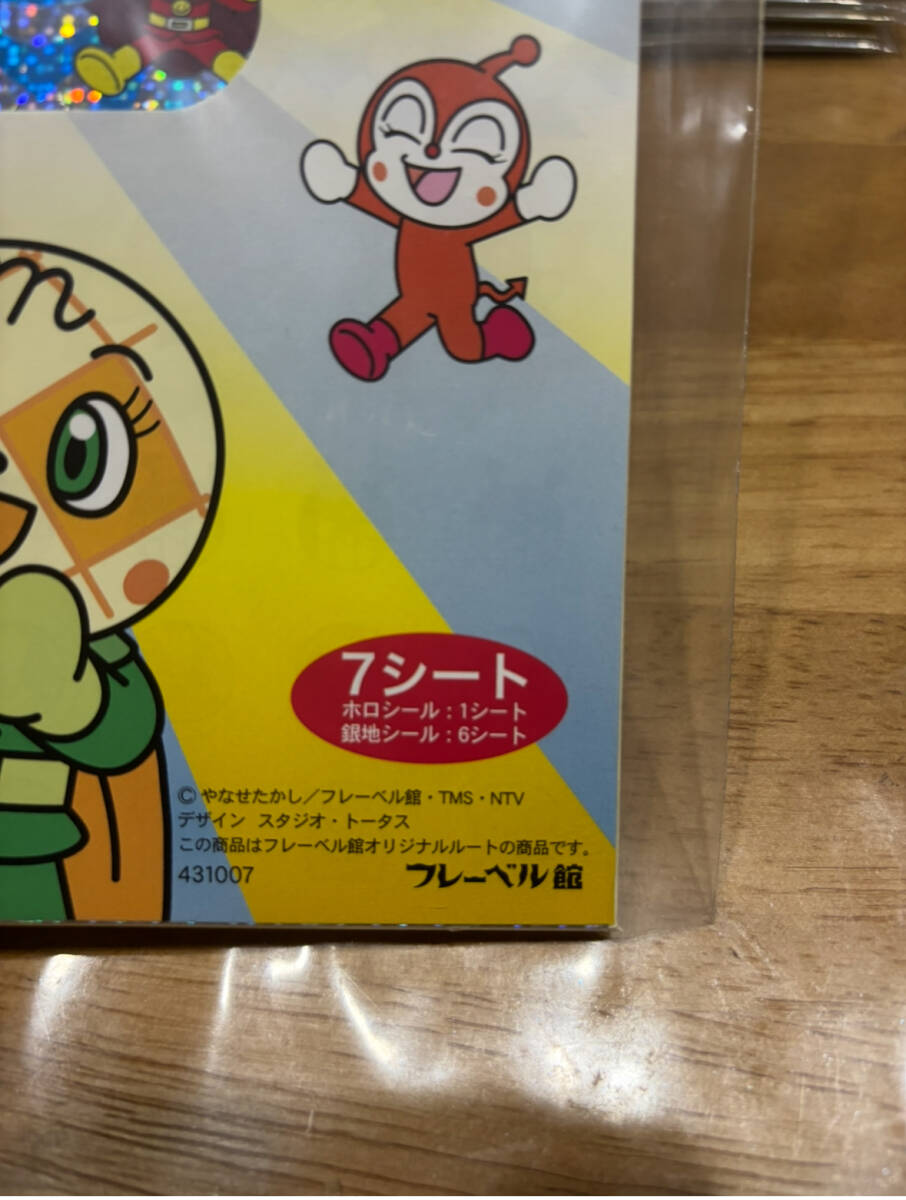 m
7シート
ホロシール:1シート
銀地シール:6シート
© やなせたかし／フレーベル館・TMS・NTV
デザイン スタジオ・トータス
この商品はフレーベル館オリジナルルートの商品です。
431007
フレーベル館